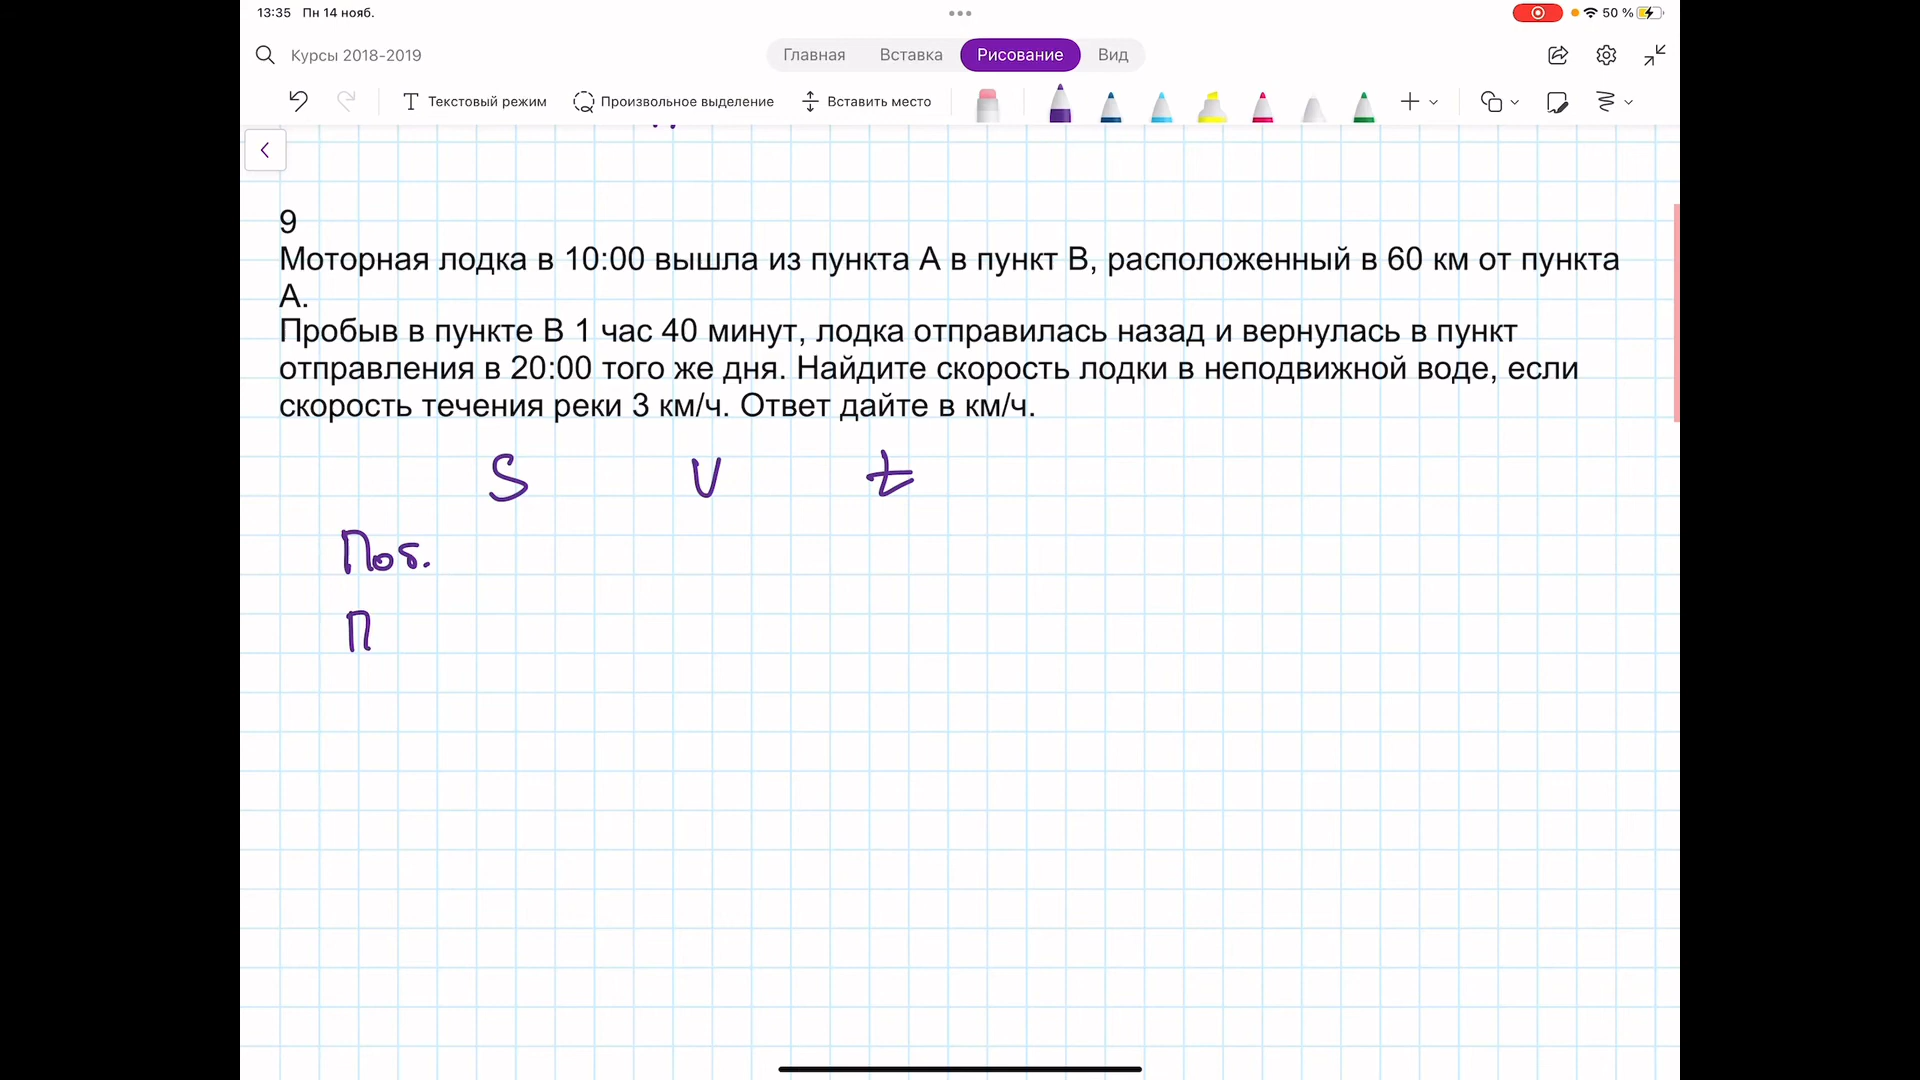 13:35 Пн 14 нояб. 50 %
Курсы 2018-2019 Главная Вставка Рисование Вид
Текстовый режим Произвольное выделение Вставить место
9
Моторная лодка в 10:00 вышла из пункта А в пункт В, расположенный в 60 км от пункта
А.
Пробыв в пункте В 1 час 40 минут, лодка отправилась назад и вернулась в пункт
отправления в 20:00 того же дня. Найдите скорость лодки в неподвижной воде, если
скорость течения реки 3 км/ч. Ответ дайте в км/ч.
S V t
П